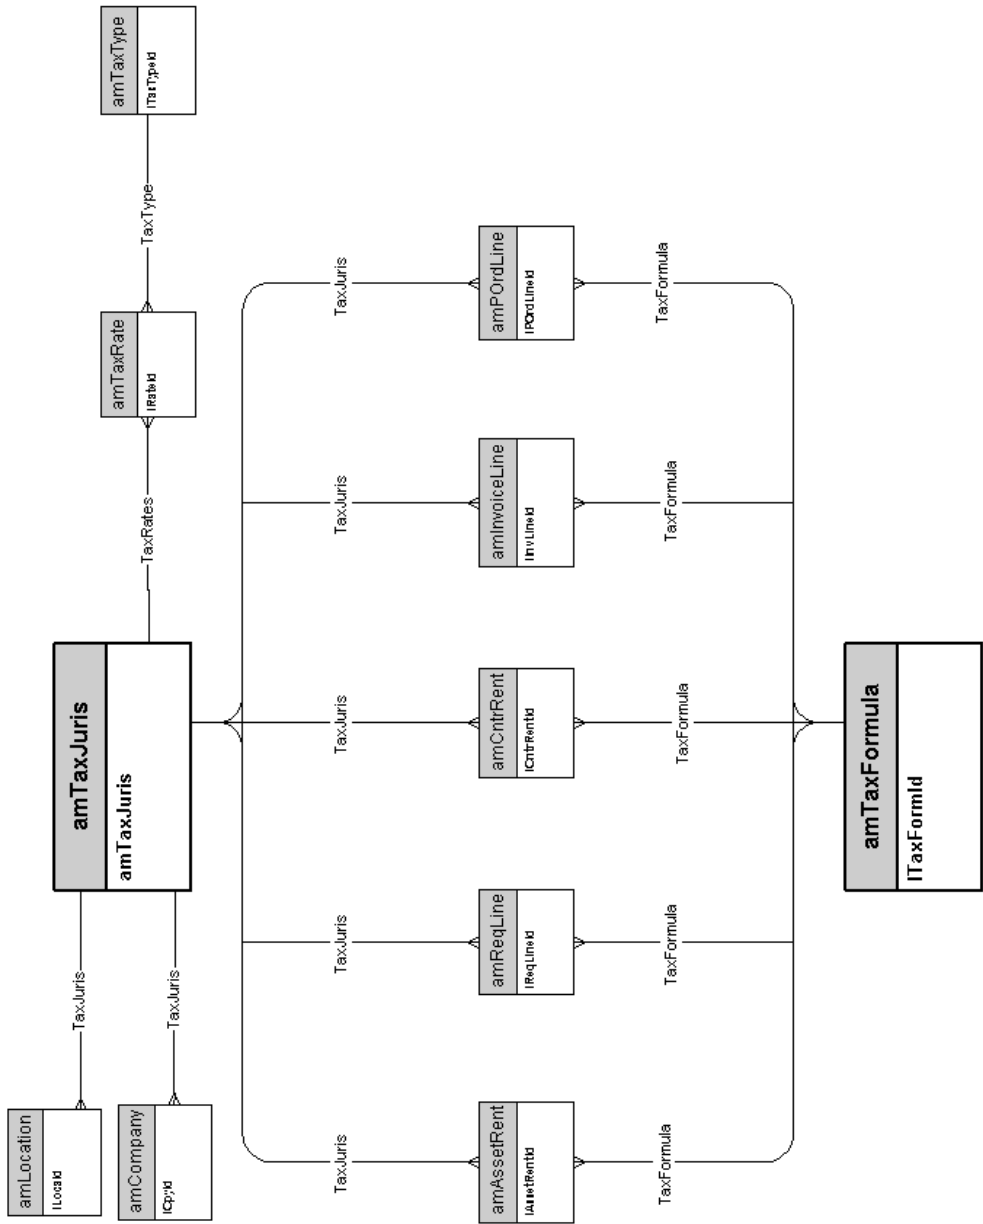 amLocation
lLocaId
TaxJuris
amCompany
lCpyId
TaxJuris
amTaxJuris
amTaxJuris
TaxRates
amTaxRate
lRateId
TaxType
amTaxType
lTaxTypeId
TaxJuris
TaxJuris
TaxJuris
TaxJuris
TaxJuris
amAssetRent
lAssetRentId
amReqLine
lReqLineId
amCntrRent
lCntrRentId
amInvoiceLine
lInvLineId
amPOrdLine
lPOrdLineId
TaxFormula
TaxFormula
TaxFormula
TaxFormula
TaxFormula
amTaxFormula
lTaxFormId